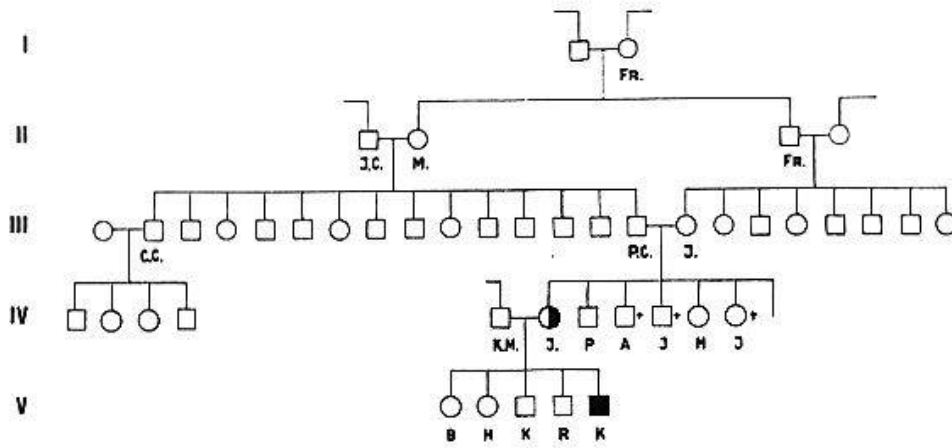 I
FR.
II
J.C. M. FR.
III
C.C. P.C. J.
IV
+ + +
K.M. J. P A J H J
V
B H K R K